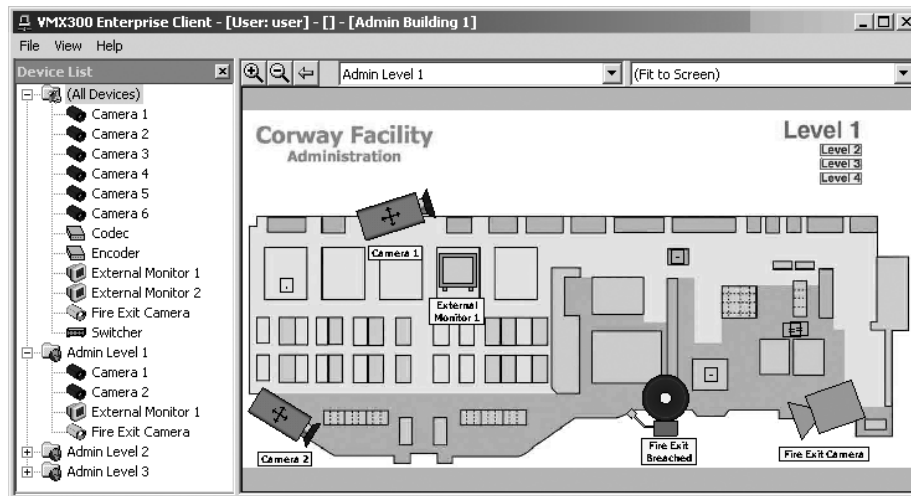 VMX300 Enterprise Client - [User: user] - [] - [Admin Building 1]
File View Help
Device List
Admin Level 1
(Fit to Screen)
(All Devices)
Camera 1
Camera 2
Camera 3
Camera 4
Camera 5
Camera 6
Codec
Encoder
External Monitor 1
External Monitor 2
Fire Exit Camera
Switcher
Admin Level 1
Camera 1
Camera 2
External Monitor 1
Fire Exit Camera
Admin Level 2
Admin Level 3
Corway Facility
Administration
Level 1
Level 2
Level 3
Level 4
Camera 1
External
Monitor 1
Camera 2
Fire Exit
Breached
Fire Exit Camera